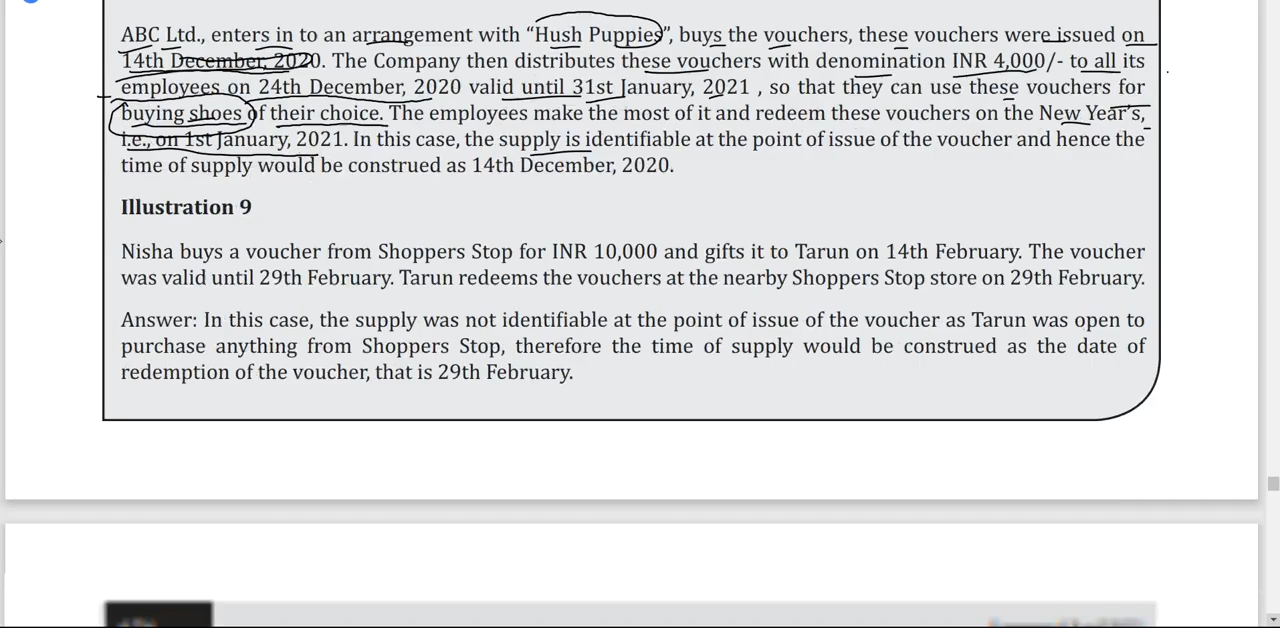 ABC Ltd., enters in to an arrangement with “Hush Puppies”, buys the vouchers, these vouchers were issued on
14th December, 2020. The Company then distributes these vouchers with denomination INR 4,000/- to all its
employees on 24th December, 2020 valid until 31st January, 2021 , so that they can use these vouchers for
buying shoes of their choice. The employees make the most of it and redeem these vouchers on the New Year’s,
i.e., on 1st January, 2021. In this case, the supply is identifiable at the point of issue of the voucher and hence the
time of supply would be construed as 14th December, 2020.
Illustration 9
Nisha buys a voucher from Shoppers Stop for INR 10,000 and gifts it to Tarun on 14th February. The voucher
was valid until 29th February. Tarun redeems the vouchers at the nearby Shoppers Stop store on 29th February.
Answer: In this case, the supply was not identifiable at the point of issue of the voucher as Tarun was open to
purchase anything from Shoppers Stop, therefore the time of supply would be construed as the date of
redemption of the voucher, that is 29th February.